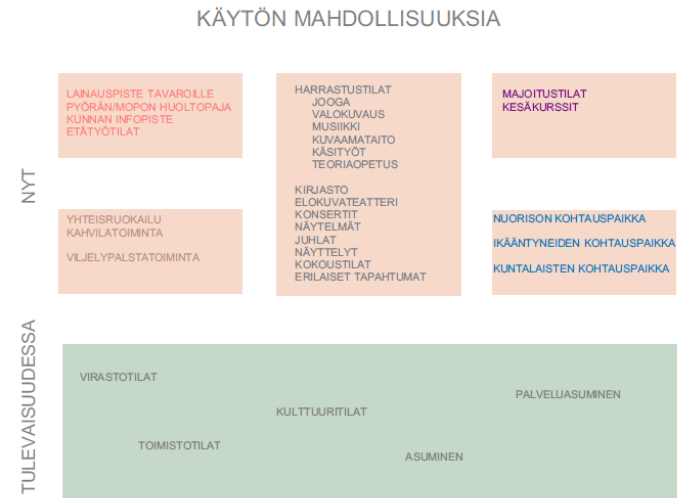 KÄYTÖN MAHDOLLISUUKSIA
NYT
LAINAUSPISTE TAVAROILLE
PYÖRÄN/MOPON HUOLTOPAJA
KUNNAN INFOPISTE
ETÄTYÖTILAT
HARRASTUSTILAT
JOOGA
VALOKUVAUS
MUSIIKKI
KUVAAMATAITO
KÄSITYÖT
TEORIAOPETUS
KIRJASTO
ELOKUVATEATTERI
KONSERTIT
NÄYTELMÄT
JUHLAT
NÄYTTELYT
KOKOUSTILAT
ERILAISET TAPAHTUMAT
MAJOITUSTILAT
KESÄKURSSIT
YHTEISRUOKAILU
KAHVILATOIMINTA
VILJELYPALSTATOIMINTA
NUORISON KOHTAUSPAIKKA
IKÄÄNTYNEIDEN KOHTAUSPAIKKA
KUNTALAISTEN KOHTAUSPAIKKA
TULEVAISUUDESSA
VIRASTOTILAT
PALVELUASUMINEN
KULTTUURITILAT
TOIMISTOTILAT
ASUMINEN